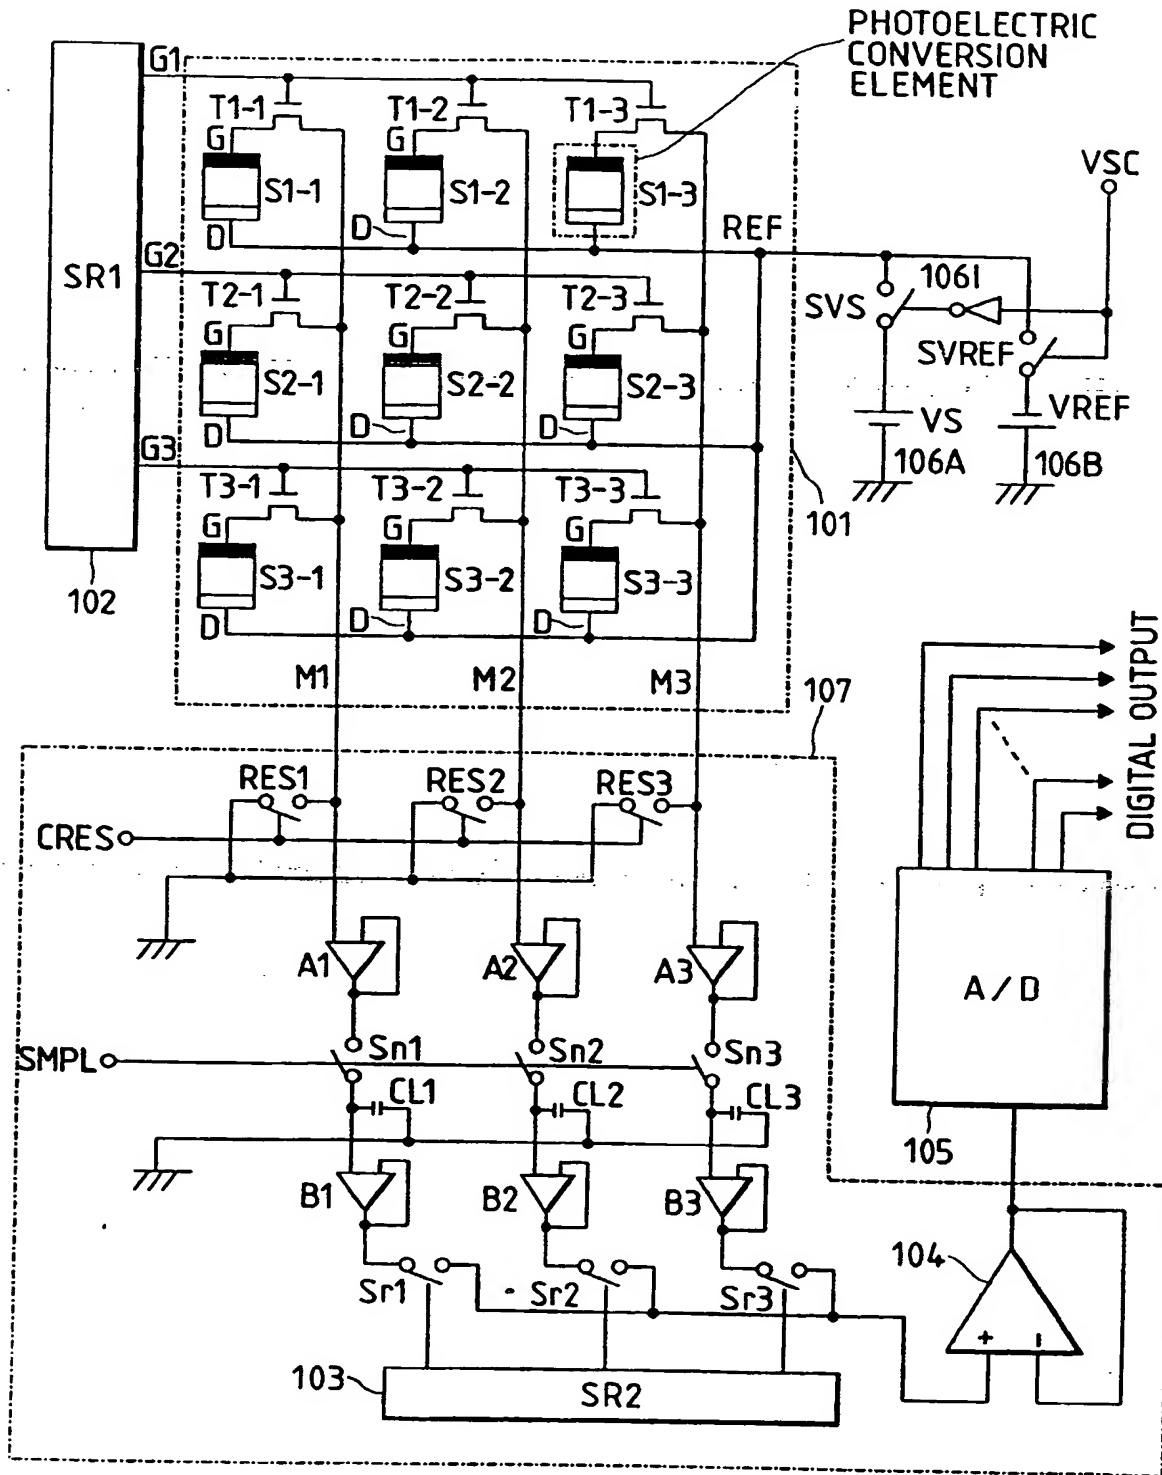 PHOTOELECTRIC
CONVERSION
ELEMENT
G1
T1-1
T1-2
T1-3
G
G
S1-1
S1-2
S1-3
VSC
D
D
REF
G2
SR1
106I
T2-1
T2-2
T2-3
SVS
G
G
G
SVREF
S2-1
S2-2
S2-3
D
D
D
VS
VREF
G3
106A
106B
T3-1
T3-2
T3-3
101
G
G
G
S3-1
S3-2
S3-3
102
D
D
D
M1
M2
M3
107
DIGITAL OUTPUT
RES1
RES2
RES3
CRES
A1
A2
A3
A/D
SMPL
Sn1
Sn2
Sn3
CL1
CL2
CL3
105
B1
B2
B3
104
Sr1
Sr2
Sr3
+
-
103
SR2